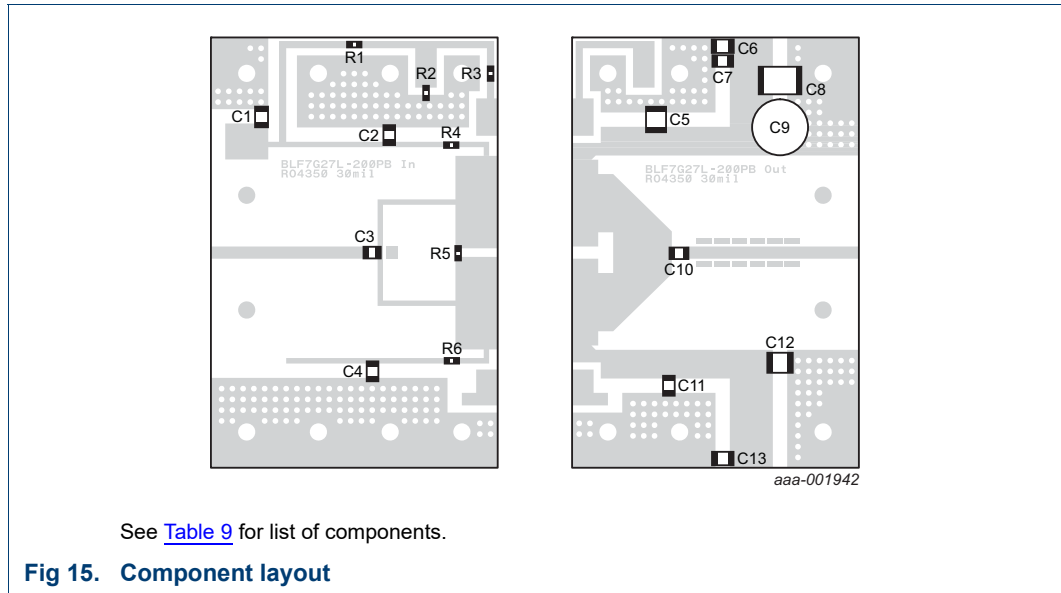 R1
R2
R3
C1
C2
R4
BLF7G27L-200PB In
RO4350 30mil
C3
R5
R6
C4
C6
C7
C8
C5
C9
BLF7G27L-200PB Out
RO4350 30mil
C10
C12
C11
C13
aaa-001942
See Table 9 for list of components.
Fig 15. Component layout